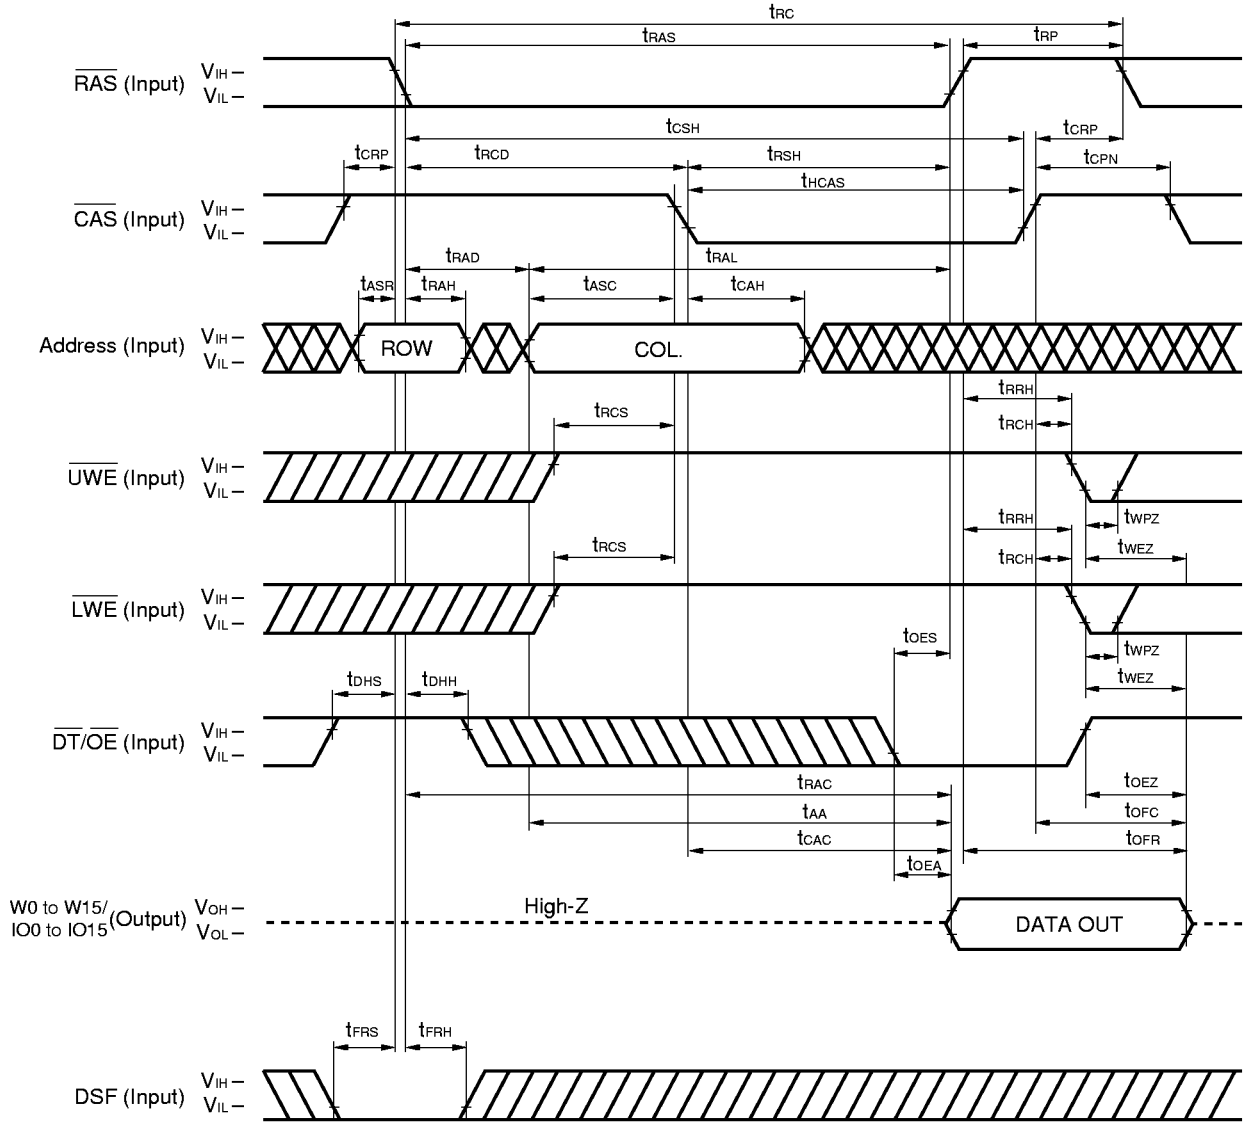 tRC
tRAS tRP
RAS (Input) VIH
VIL
tCSH tCRP
tCRP tRCD tRSH tCPN
tHCAS
CAS (Input) VIH
VIL
tRAD tRAL
tASR tRAH tASC tCAH
Address (Input) VIH
VIL
ROW COL.
tRRH
tRCS tRCH
UWE (Input) VIH
VIL
tWPZ
tRRH
tRCS tRCH tWEZ
LWE (Input) VIH
VIL
tOES tWPZ
tWEZ
tDHS tDHH
DT/OE (Input) VIH
VIL
tRAC tOEZ
tAA tOFC
tCAC tOFR
tOEA
W0 to W15/
IO0 to IO15 (Output) VOH
VOL
High-Z DATA OUT
tFRS tFRH
DSF (Input) VIH
VIL